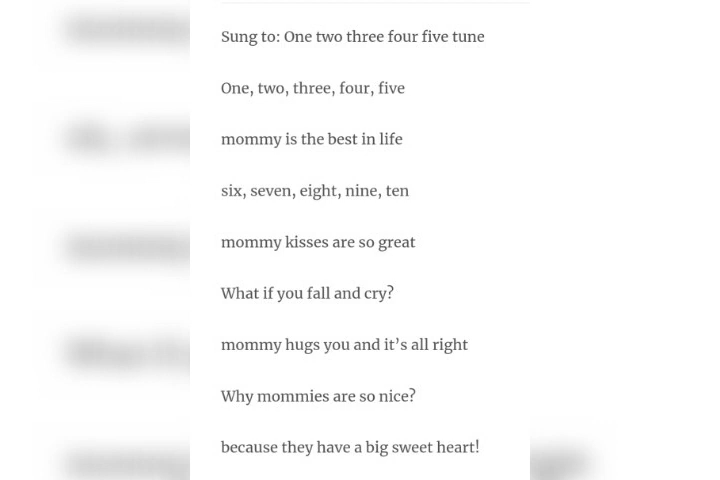 Sung to: One two three four five tune
One, two, three, four, five
mommy is the best in life
six, seven, eight, nine, ten
mommy kisses are so great
What if you fall and cry?
mommy hugs you and it’s all right
Why mommies are so nice?
because they have a big sweet heart!